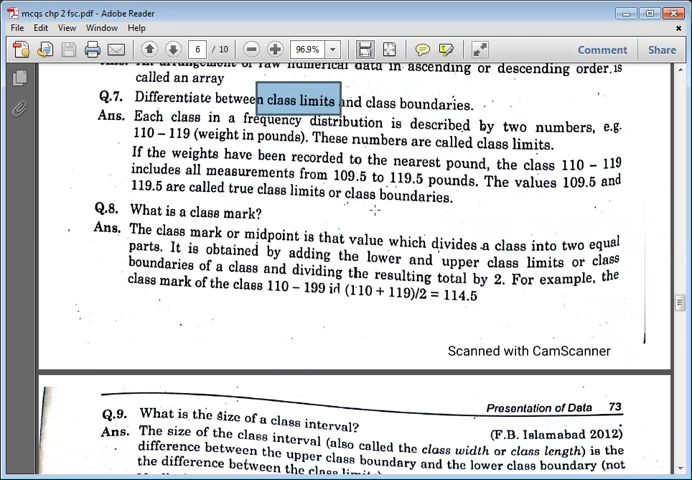 mcqs chp 2 fsc.pdf - Adobe Reader
File Edit View Window Help
6 / 10
96.9%
Comment
Share
Ans. An arrangement of raw numerical data in ascending or descending order is
called an array
Q.7. Differentiate between class limits and class boundaries.
Ans. Each class in a frequency distribution is described by two numbers, e.g.
110 – 119 (weight in pounds). These numbers are called class limits.
If the weights have been recorded to the nearest pound, the class 110 – 119
includes all measurements from 109.5 to 119.5 pounds. The values 109.5 and
119.5 are called true class limits or class boundaries.
Q.8. What is a class mark?
Ans. The class mark or midpoint is that value which divides a class into two equal
parts. It is obtained by adding the lower and upper class limits or class
boundaries of a class and dividing the resulting total by 2. For example, the
class mark of the class 110 – 199 id (110 + 119)/2 = 114.5
Scanned with CamScanner
Presentation of Data 73
Q.9. What is the size of a class interval?
(F.B. Islamabad 2012)
Ans. The size of the class interval (also called the class width or class length) is the
difference between the upper class boundary and the lower class boundary (not
the difference between the class limits)